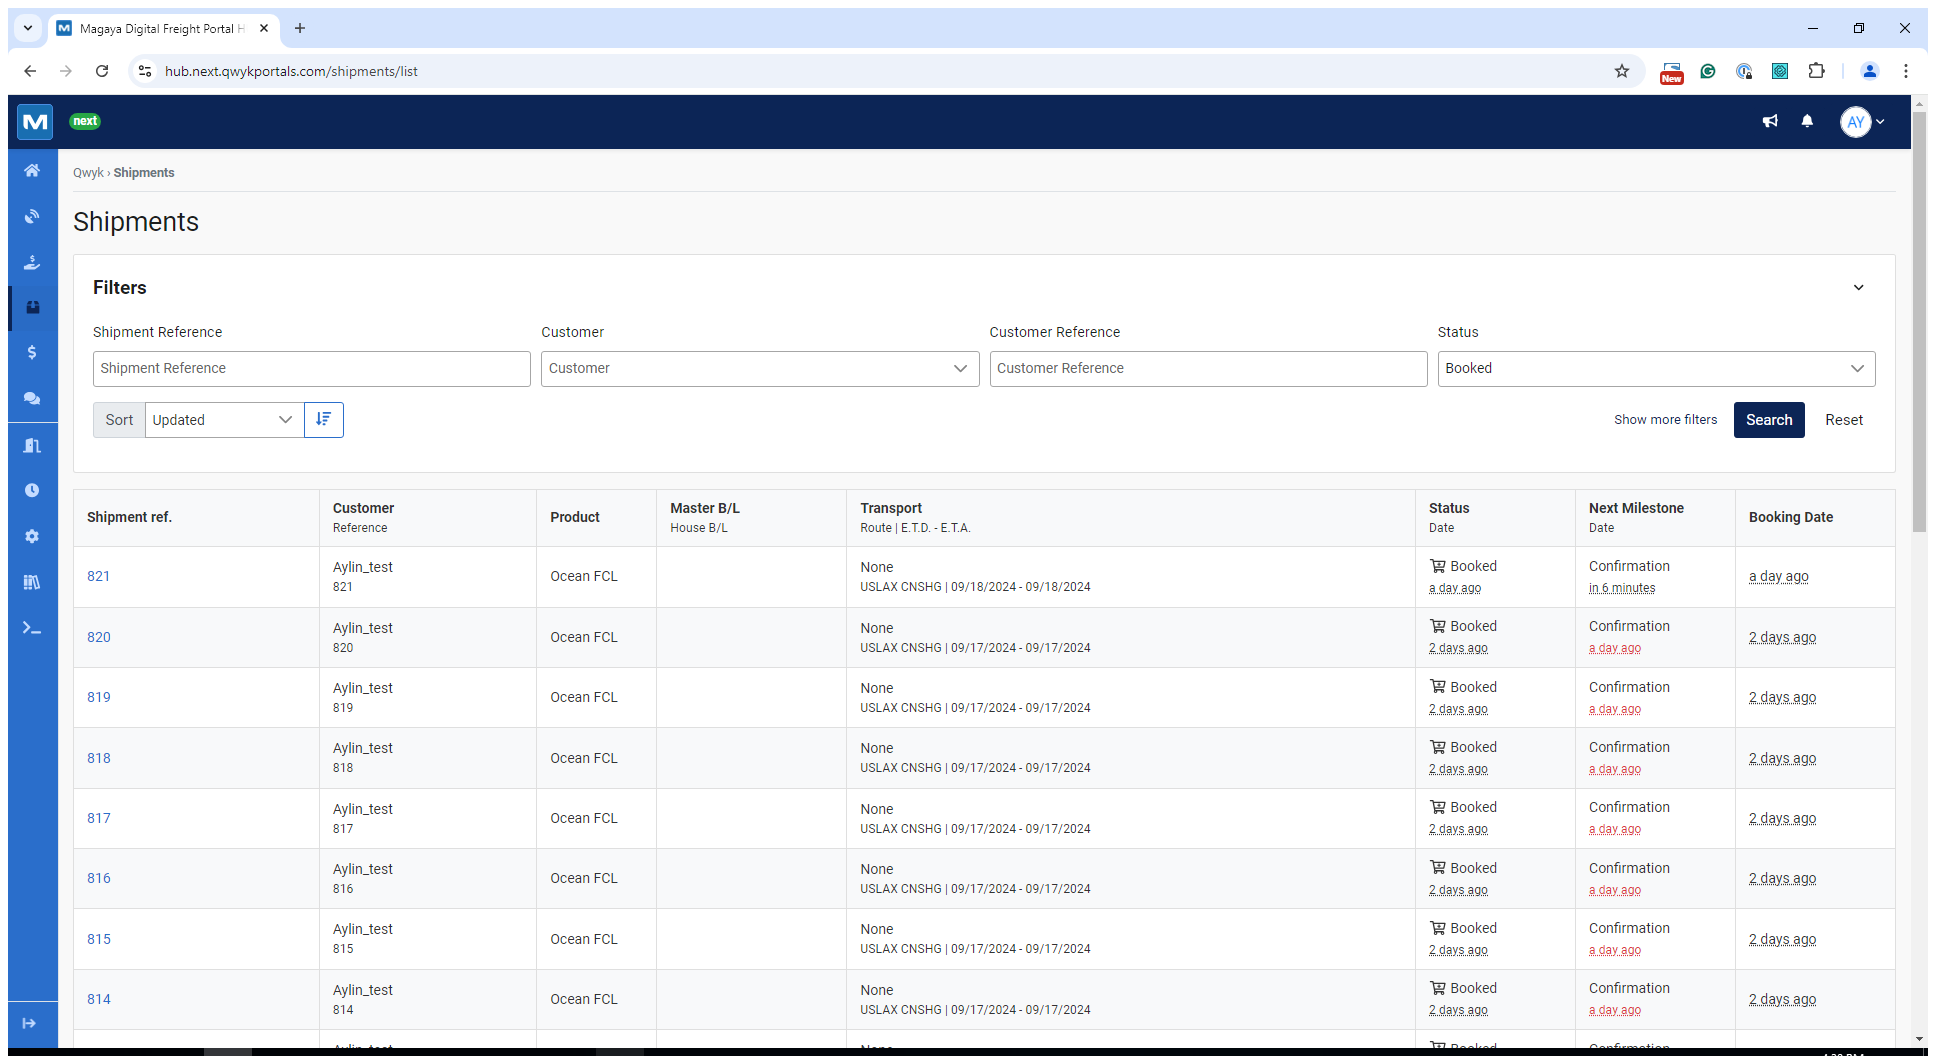 Magaya Digital Freight Portal H
hub.next.qwykportals.com/shipments/list
New
M
next
AY
Qwyk › Shipments
Shipments
Filters
Shipment Reference
Customer
Customer Reference
Status
Shipment Reference
Customer
Customer Reference
Booked
Sort
Updated
Show more filters
Search
Reset
Shipment ref.
Customer
Reference
Product
Master B/L
House B/L
Transport
Route | E.T.D. - E.T.A.
Status
Date
Next Milestone
Date
Booking Date
821
Aylin_test
821
Ocean FCL
None
USLAX CNSHG | 09/18/2024 - 09/18/2024
Booked
a day ago
Confirmation
in 6 minutes
a day ago
820
Aylin_test
820
Ocean FCL
None
USLAX CNSHG | 09/17/2024 - 09/17/2024
Booked
2 days ago
Confirmation
a day ago
2 days ago
819
Aylin_test
819
Ocean FCL
None
USLAX CNSHG | 09/17/2024 - 09/17/2024
Booked
2 days ago
Confirmation
a day ago
2 days ago
818
Aylin_test
818
Ocean FCL
None
USLAX CNSHG | 09/17/2024 - 09/17/2024
Booked
2 days ago
Confirmation
a day ago
2 days ago
817
Aylin_test
817
Ocean FCL
None
USLAX CNSHG | 09/17/2024 - 09/17/2024
Booked
2 days ago
Confirmation
a day ago
2 days ago
816
Aylin_test
816
Ocean FCL
None
USLAX CNSHG | 09/17/2024 - 09/17/2024
Booked
2 days ago
Confirmation
a day ago
2 days ago
815
Aylin_test
815
Ocean FCL
None
USLAX CNSHG | 09/17/2024 - 09/17/2024
Booked
2 days ago
Confirmation
a day ago
2 days ago
814
Aylin_test
814
Ocean FCL
None
USLAX CNSHG | 09/17/2024 - 09/17/2024
Booked
2 days ago
Confirmation
a day ago
2 days ago